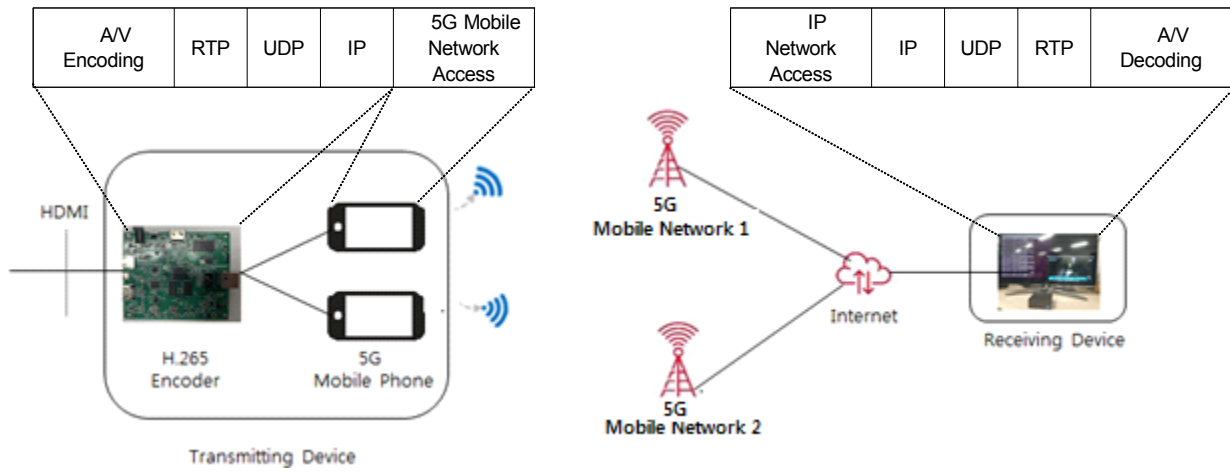 A/V
Encoding
RTP
UDP
IP
5G Mobile
Network
Access
IP
Network
Access
IP
UDP
RTP
A/V
Decoding
HDMI
H.265
Encoder
5G
Mobile Phone
Transmitting Device
5G
Mobile Network 1
5G
Mobile Network 2
Internet
Receiving Device